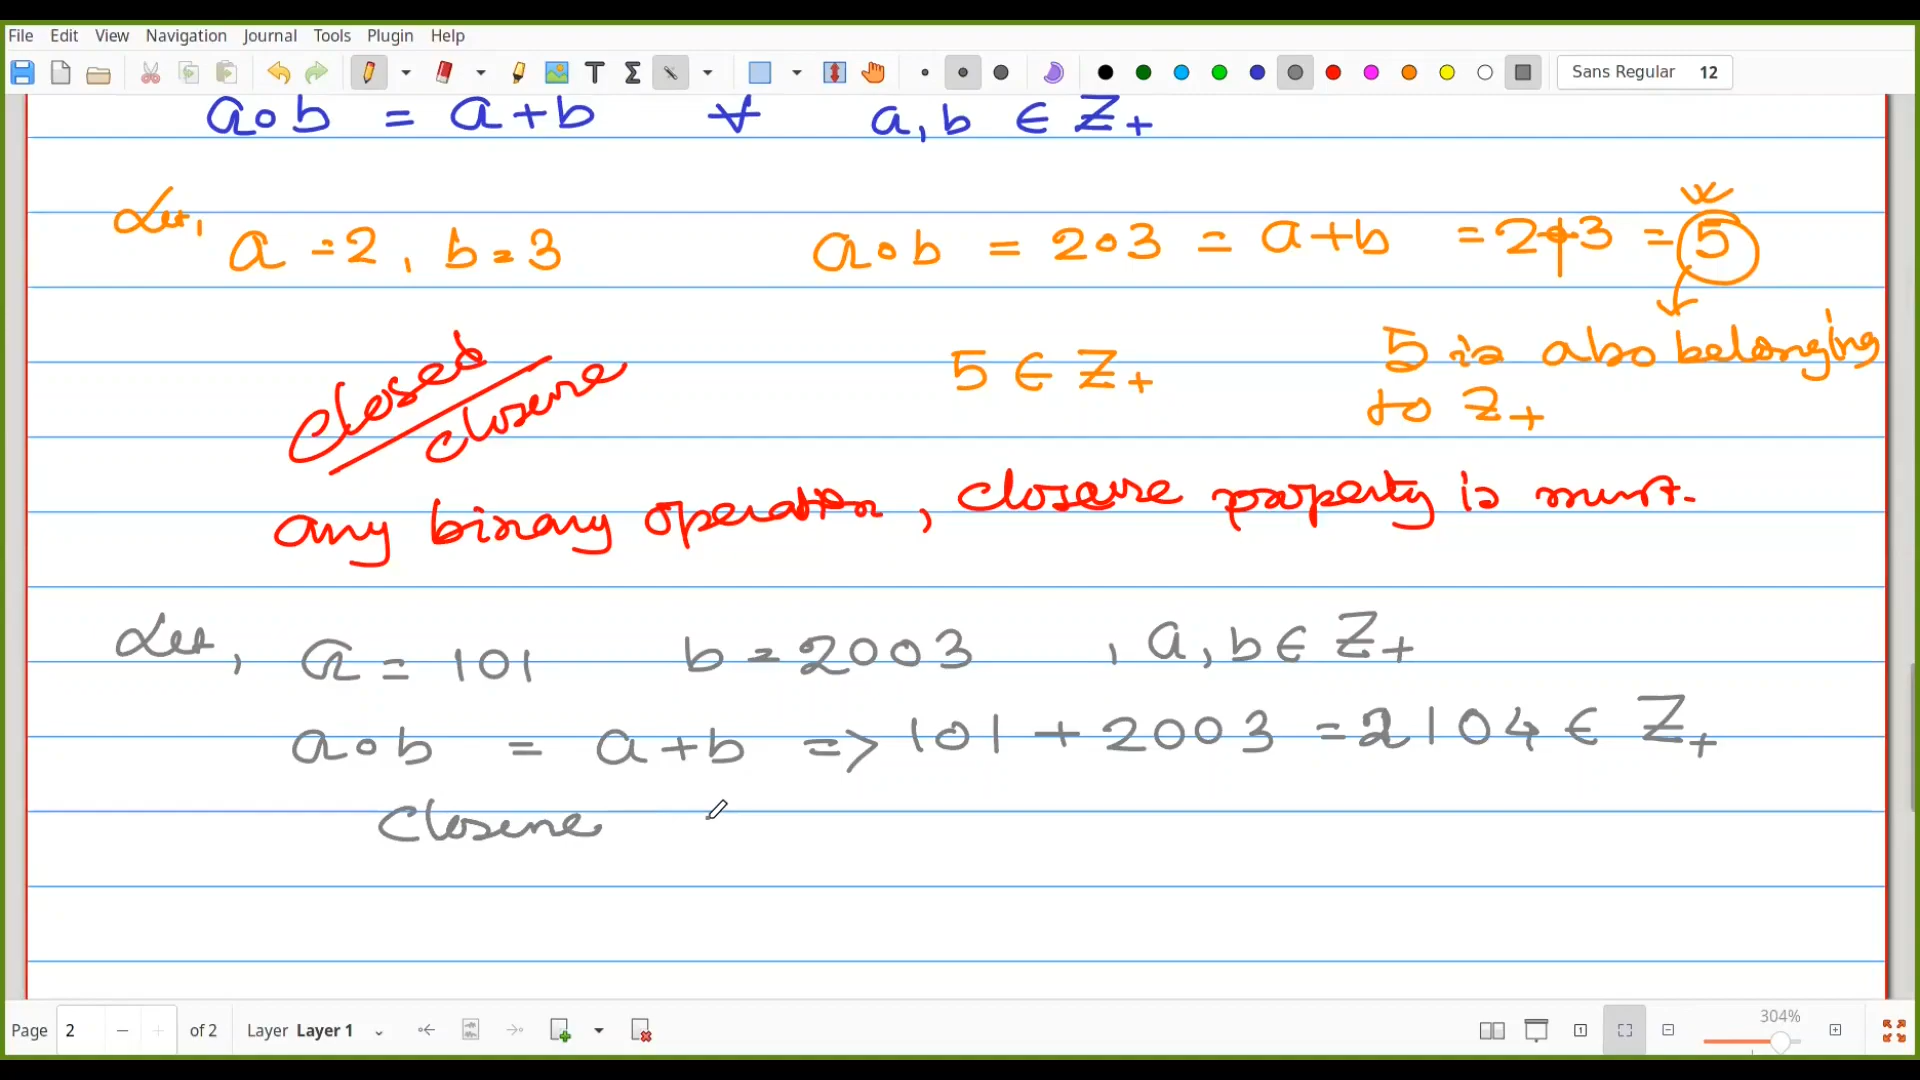 File Edit View Navigation Journal Tools Plugin Help
Sans Regular 12
a∘b = a+b ∀ a,b ∈ Z+
Let, a = 2, b = 3 a∘b = 2∘3 = a+b = 2+3 = 5
closed
closure
5 ∈ Z+
5 is also belonging
to Z+
any binary operation, closure property is must.
Let, a = 101 b = 2003 , a,b ∈ Z+
a∘b = a+b => 101 + 2003 = 2104 ∈ Z+
Closure
Page 2 of 2 Layer Layer 1 304%